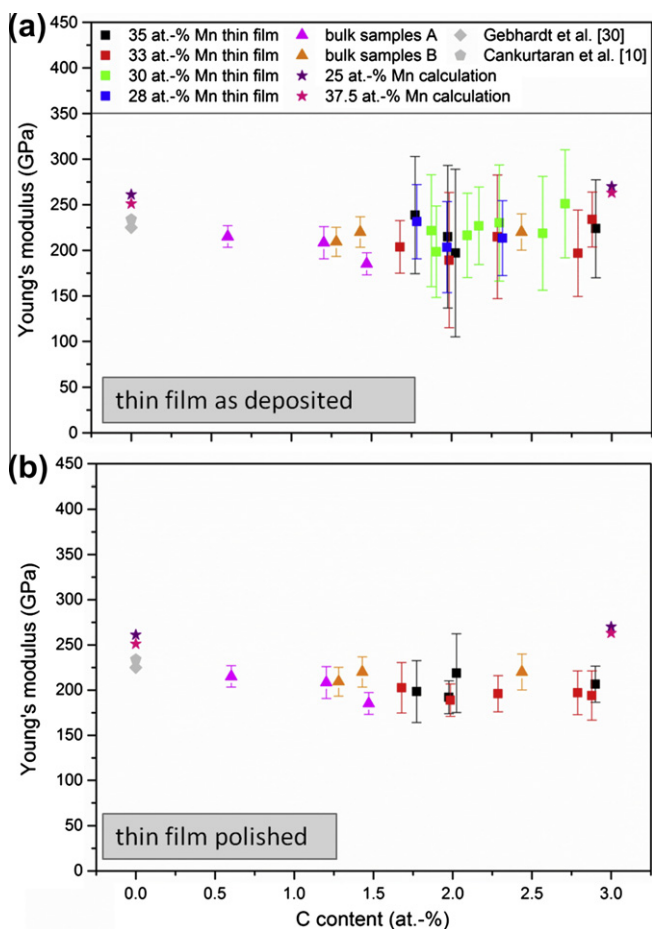 (a)
35 at.-% Mn thin film
bulk samples A
Gebhardt et al. [30]
33 at.-% Mn thin film
bulk samples B
Cankurtaran et al. [10]
30 at.-% Mn thin film
25 at.-% Mn calculation
28 at.-% Mn thin film
37.5 at.-% Mn calculation
450
400
350
300
250
200
150
100
50
0
Young's modulus (GPa)
thin film as deposited
(b)
450
400
350
300
250
200
150
100
50
0
Young's modulus (GPa)
thin film polished
0.0 0.5 1.0 1.5 2.0 2.5 3.0
C content (at.-%)